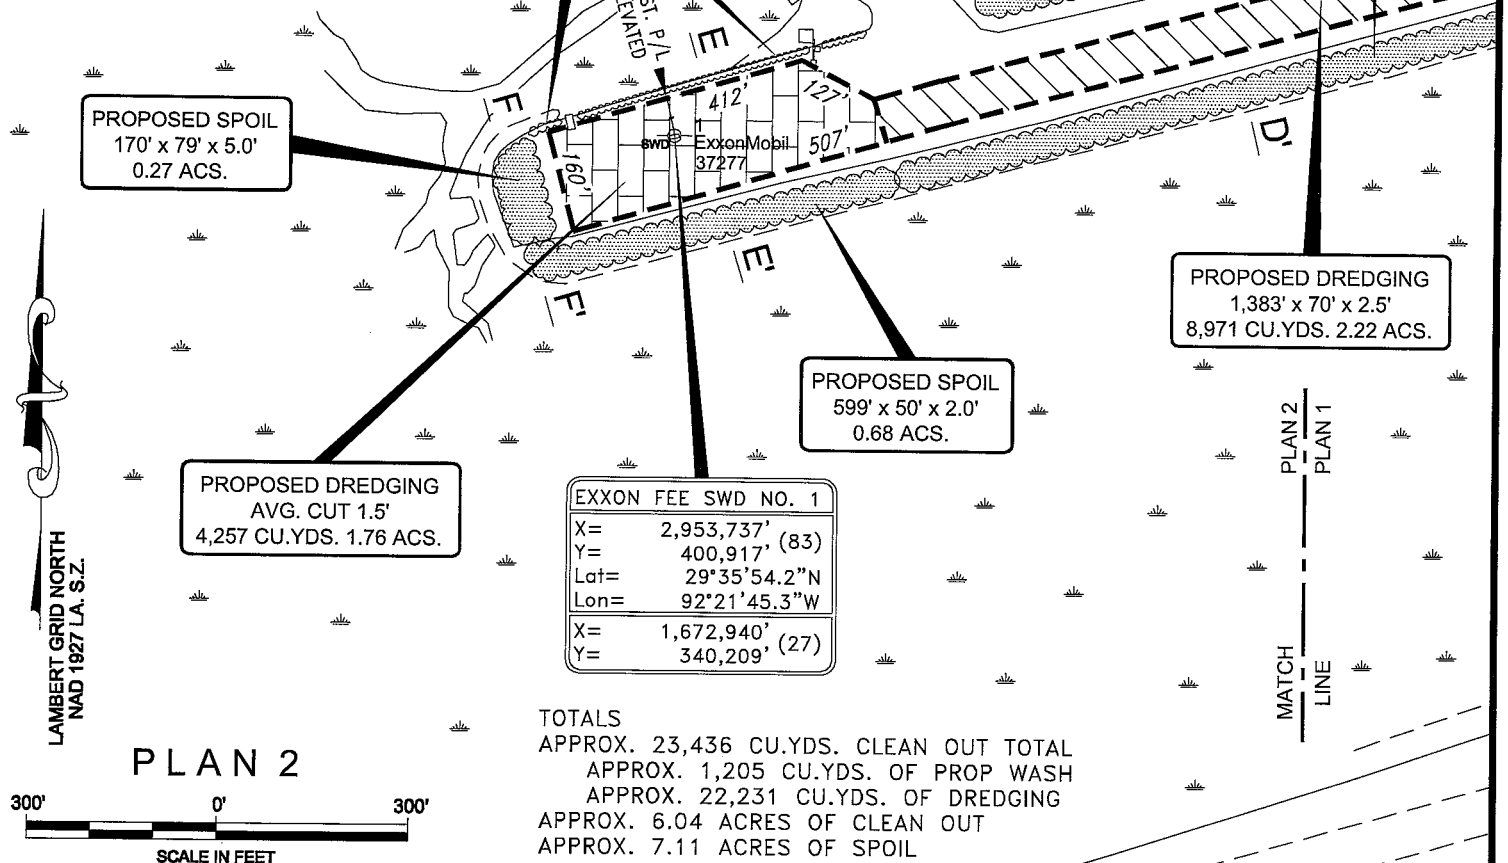 ST. P/L
EVATED
E
F
412'
127'
507'
160'
1
SWD
ExxonMobil
37277
D'
E'
F'
PROPOSED SPOIL
170' x 79' x 5.0'
0.27 ACS.
PROPOSED DREDGING
1,383' x 70' x 2.5'
8,971 CU.YDS. 2.22 ACS.
PROPOSED SPOIL
599' x 50' x 2.0'
0.68 ACS.
PROPOSED DREDGING
AVG. CUT 1.5'
4,257 CU.YDS. 1.76 ACS.
EXXON FEE SWD NO. 1
X= 2,953,737' (83)
Y= 400,917'
Lat= 29°35'54.2"N
Lon= 92°21'45.3"W
X= 1,672,940' (27)
Y= 340,209'
PLAN 2
PLAN 1
MATCH
LINE
LAMBERT GRID NORTH
NAD 1927 LA. S.Z.
TOTALS
APPROX. 23,436 CU.YDS. CLEAN OUT TOTAL
APPROX. 1,205 CU.YDS. OF PROP WASH
APPROX. 22,231 CU.YDS. OF DREDGING
APPROX. 6.04 ACRES OF CLEAN OUT
APPROX. 7.11 ACRES OF SPOIL
PLAN 2
300' 0' 300'
SCALE IN FEET